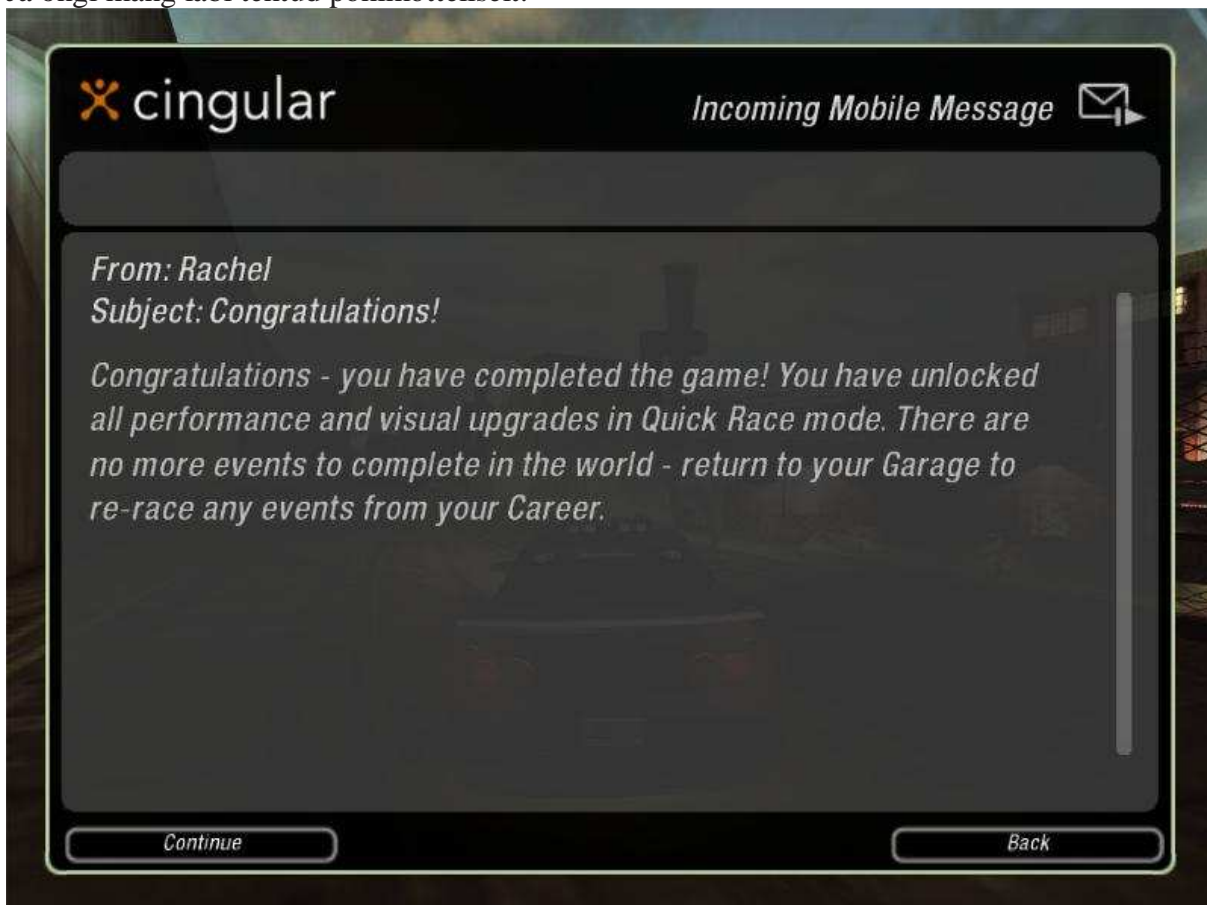 cingular
Incoming Mobile Message
From: Rachel
Subject: Congratulations!
Congratulations - you have completed the game! You have unlocked
all performance and visual upgrades in Quick Race mode. There are
no more events to complete in the world - return to your Garage to
re-race any events from your Career.
Continue
Back